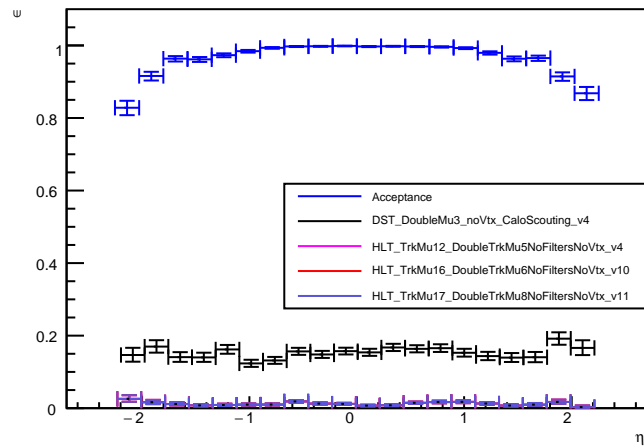 ∈
1
0.8
0.6
0.4
0.2
0
Acceptance
DST_DoubleMu3_noVtx_CaloScouting_v4
HLT_TrkMu12_DoubleTrkMu5NoFiltersNoVtx_v4
HLT_TrkMu16_DoubleTrkMu6NoFiltersNoVtx_v10
HLT_TrkMu17_DoubleTrkMu8NoFiltersNoVtx_v11
−2 −1 0 1 2
η